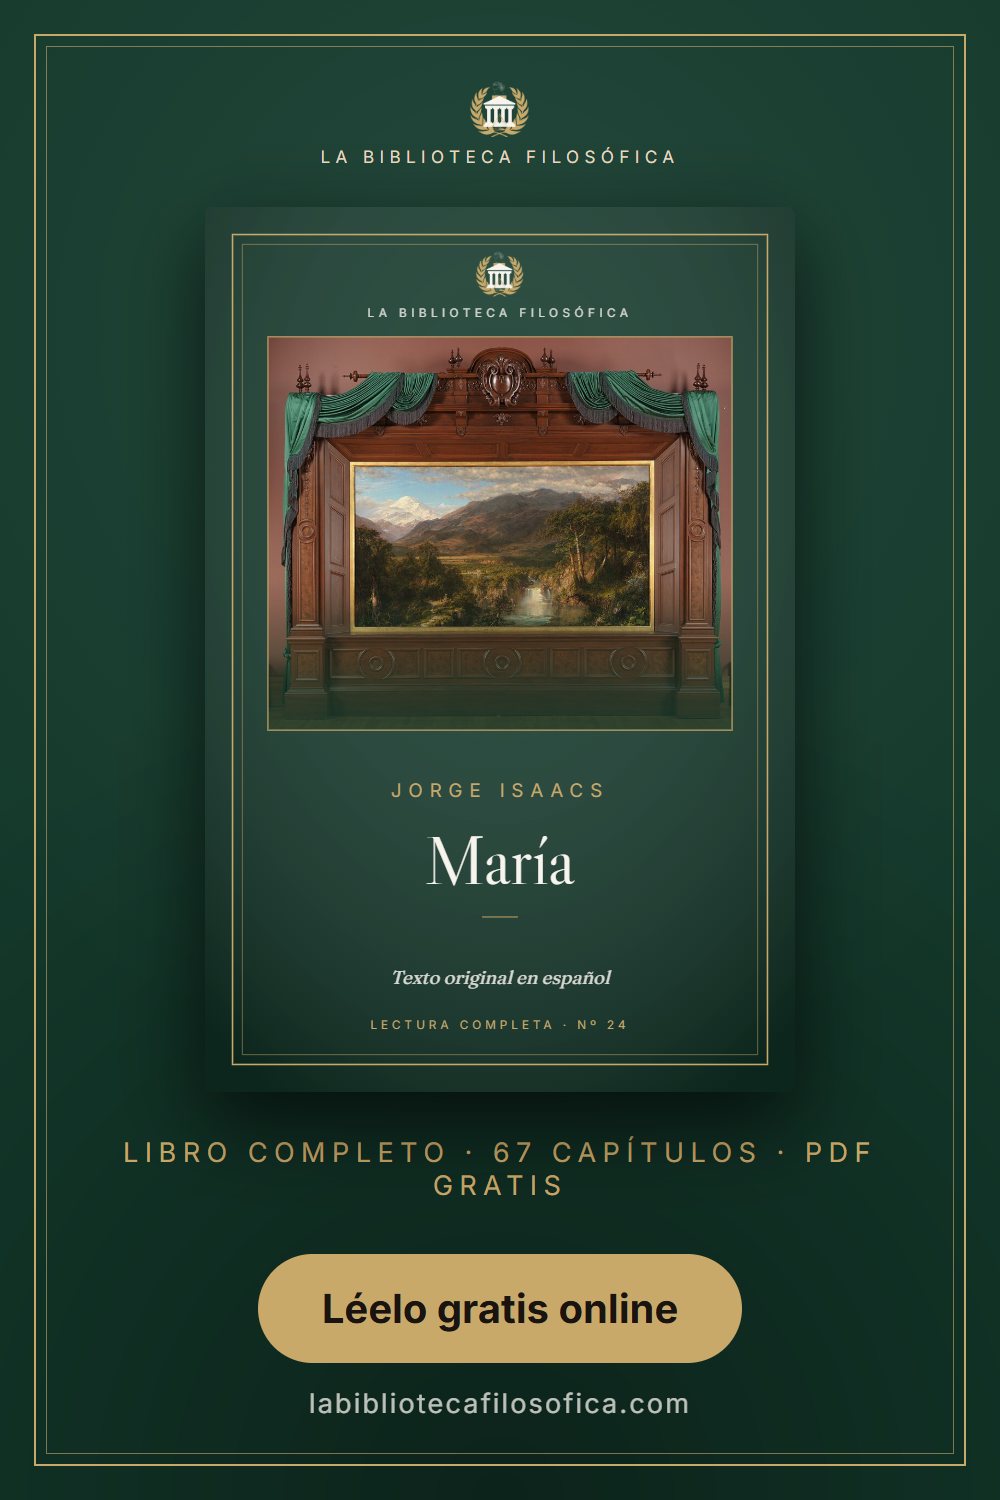 LA BIBLIOTECA FILOSÓFICA
LA BIBLIOTECA FILOSÓFICA
JORGE ISAACS
María
Texto original en español
LECTURA COMPLETA · Nº 24
LIBRO COMPLETO · 67 CAPÍTULOS · PDF
GRATIS
Léelo gratis online
labibliotecafilosofica.com